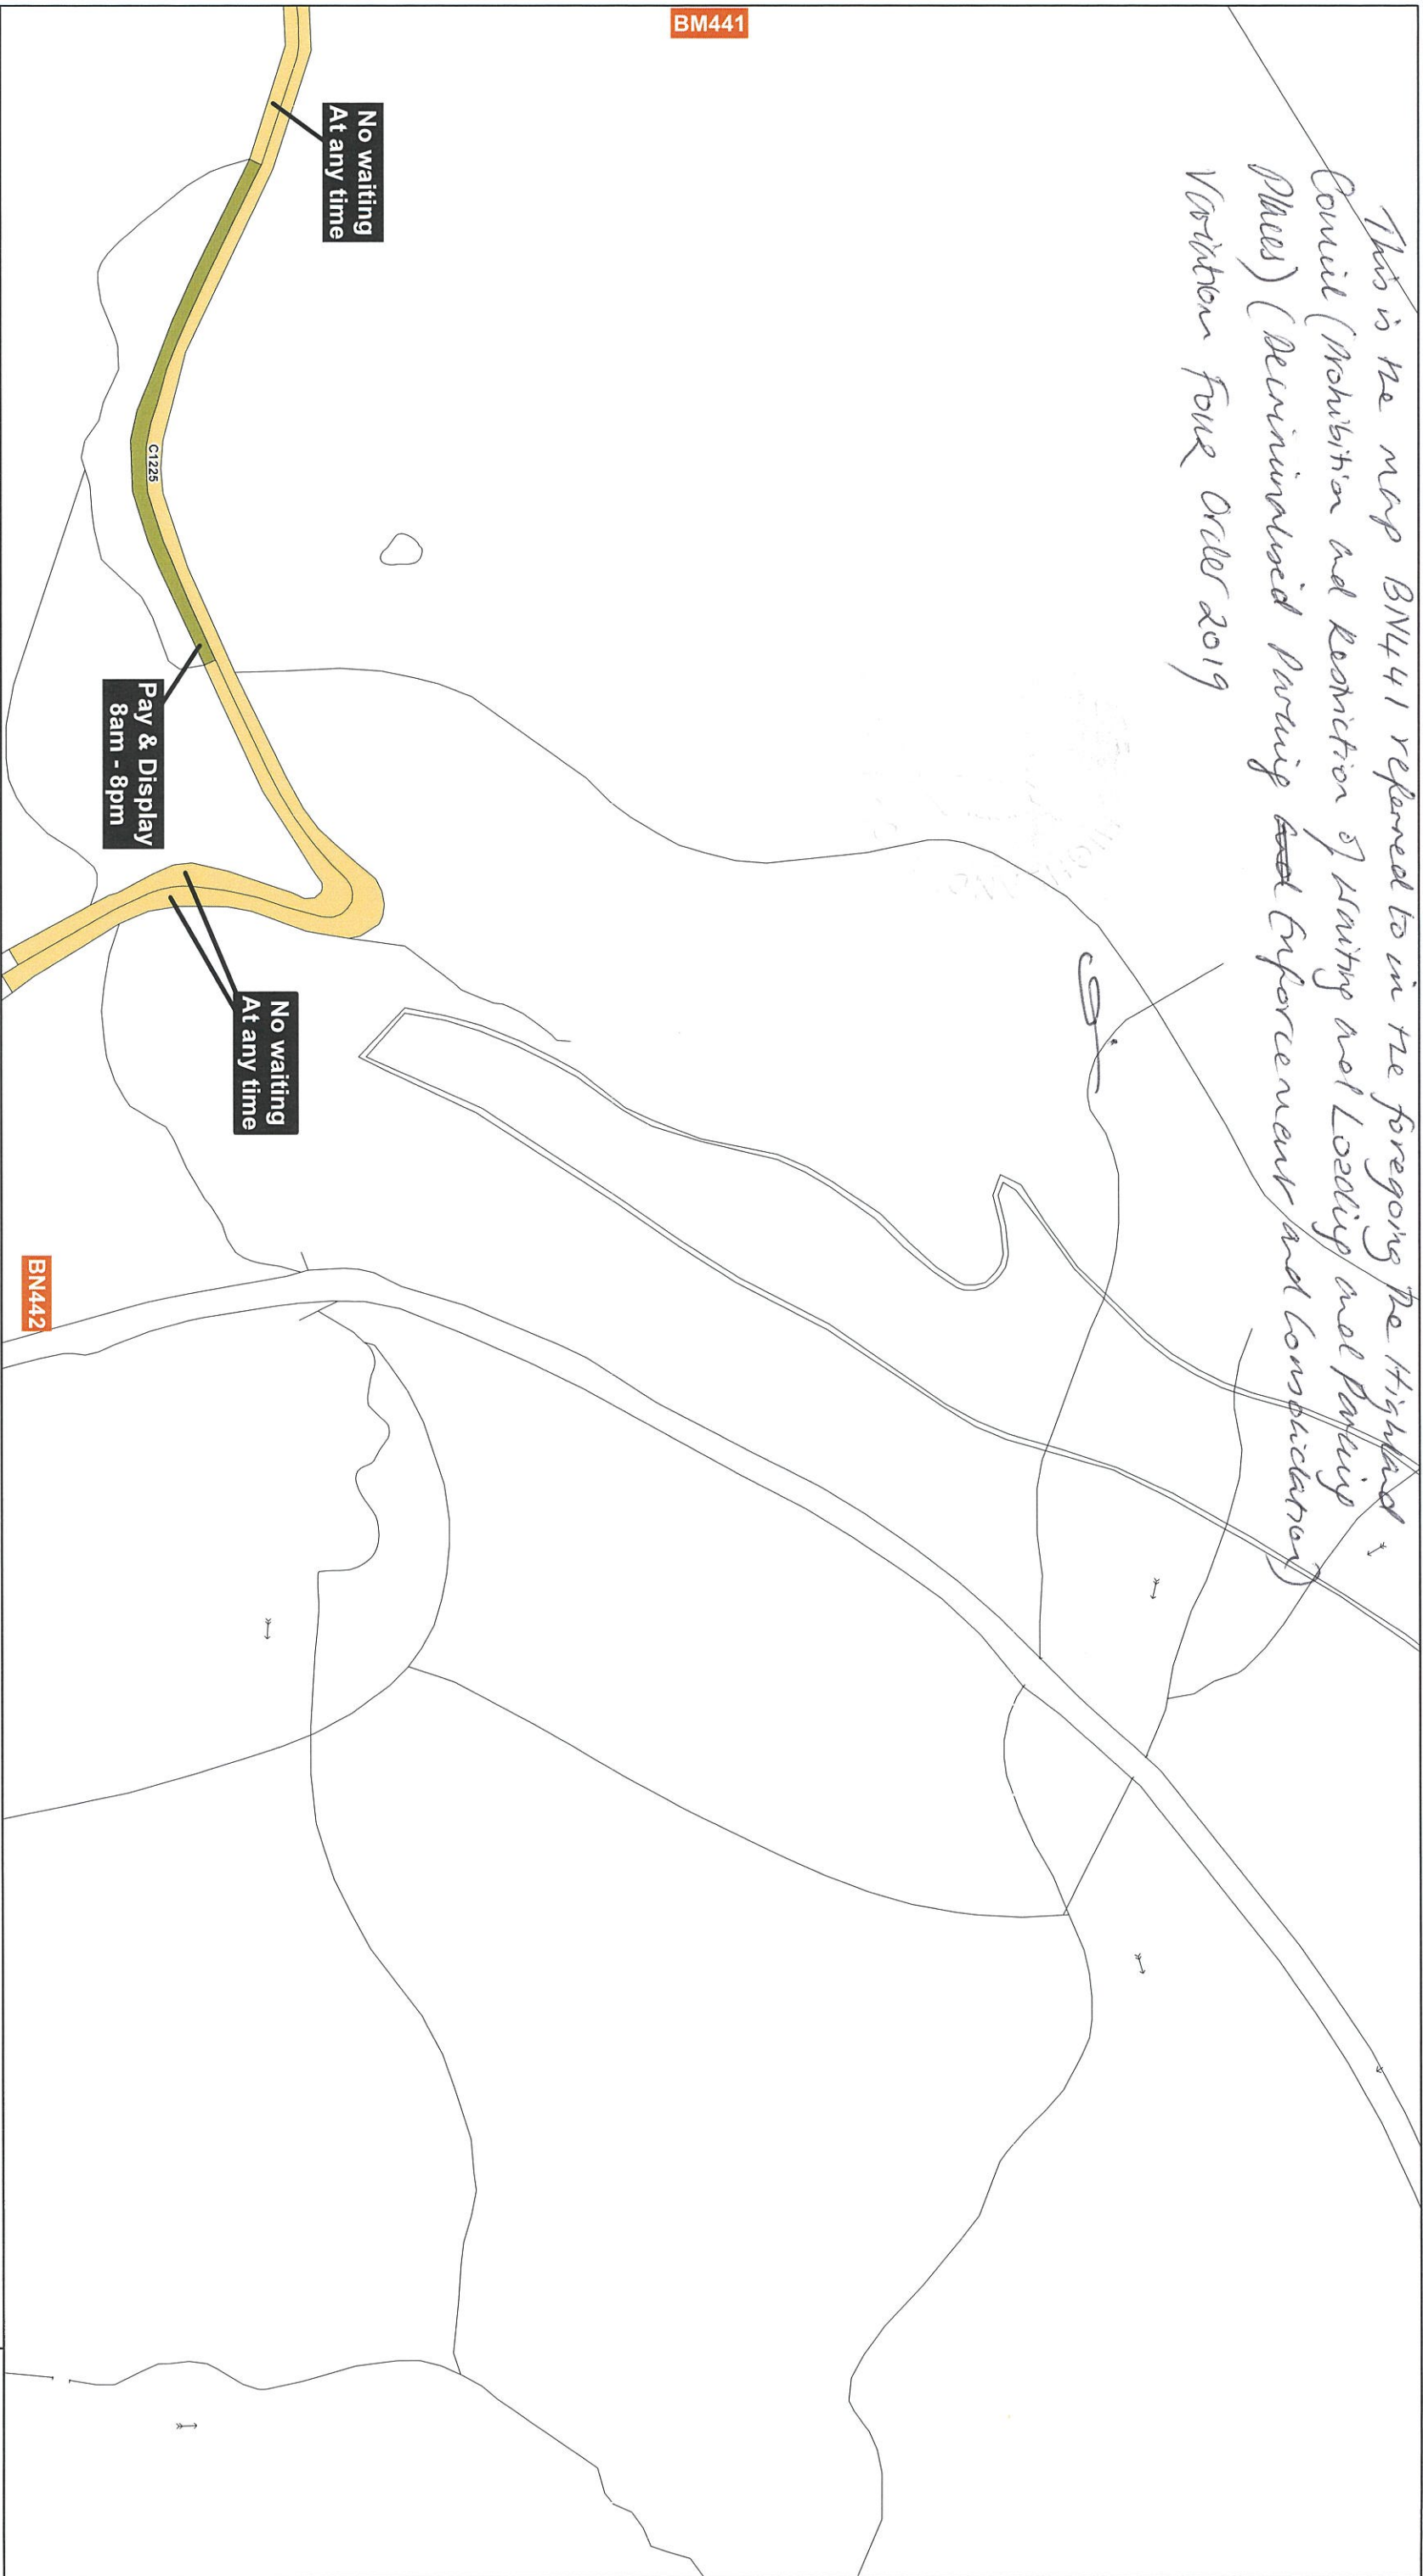 This is the map BN441 referred to in the foregoing The Highland
Council (Prohibition and Restriction of Waiting and Loading and Parking
Places) (Decriminalised Parking and Enforcement and Consolidation)
Variation Four Order 2019
BM441
No waiting
At any time
C1225
Pay & Display
8am - 8pm
No waiting
At any time
BN442